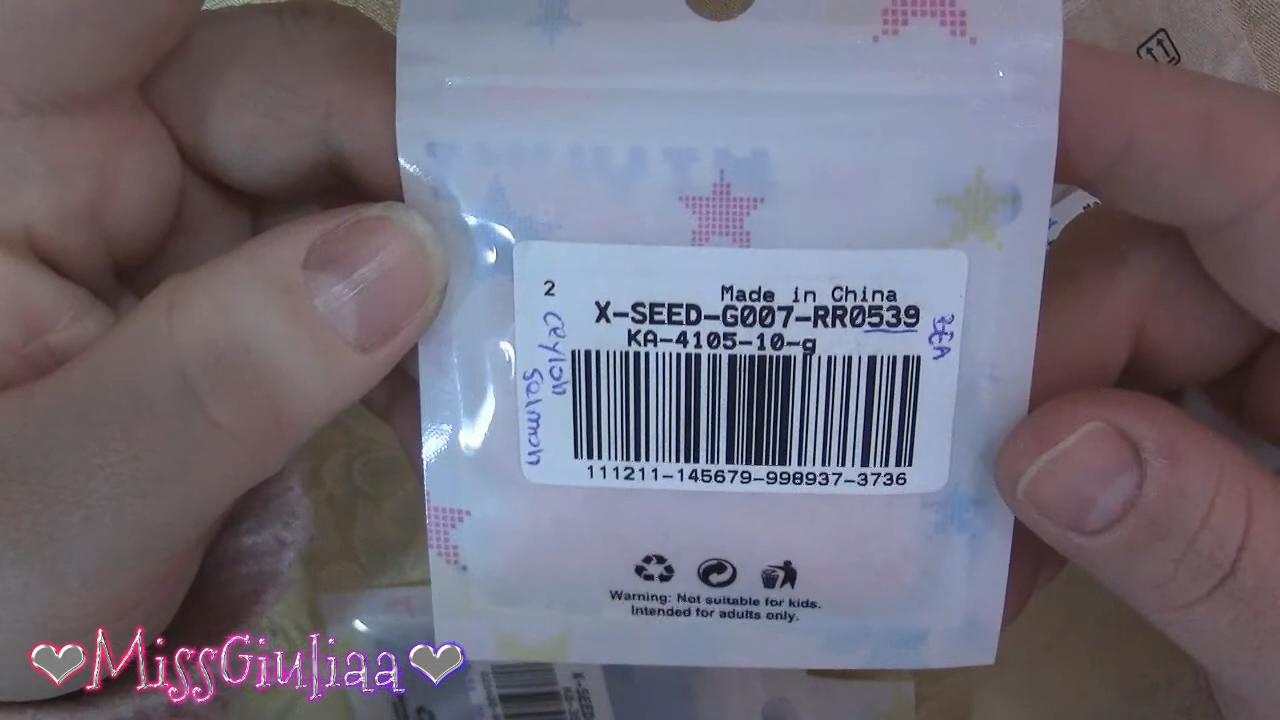 2
Made in China
X-SEED-G007-RR0539
KA-4105-10-g
ceylon
salmon
111211-145679-998937-3736
Warning: Not suitable for kids.
Intended for adults only.
MissGiuliaa